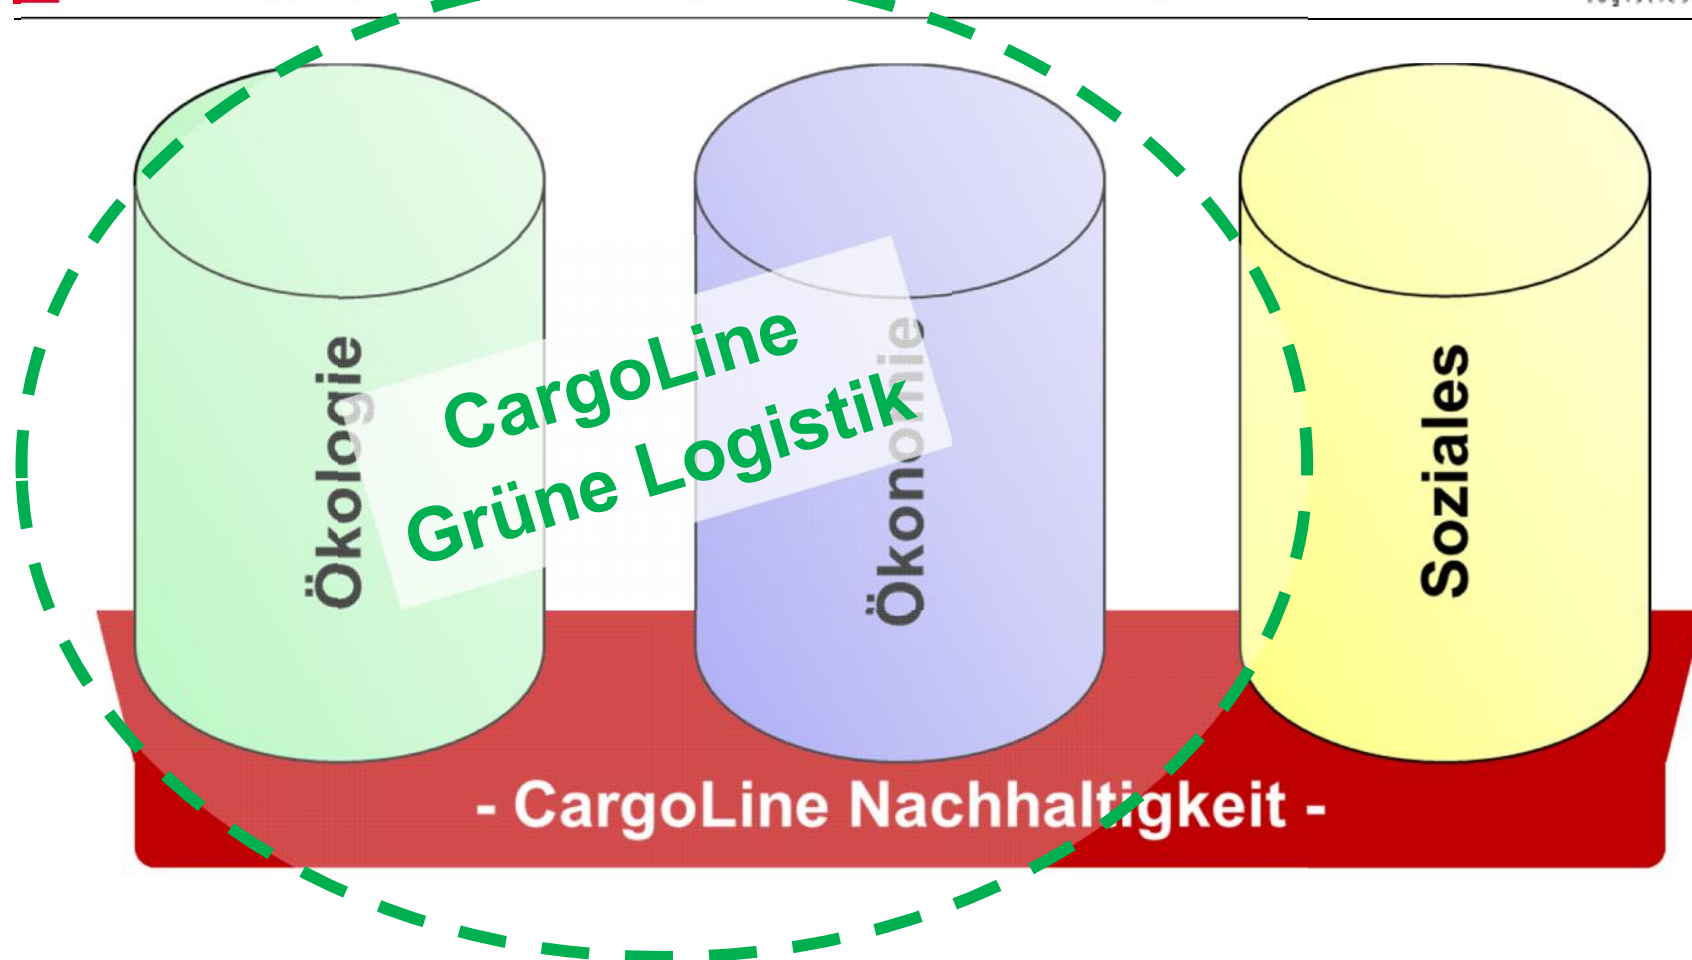 Ökologie
CargoLine
Grüne Logistik
Ökonomie
Soziales
- CargoLine Nachhaltigkeit -